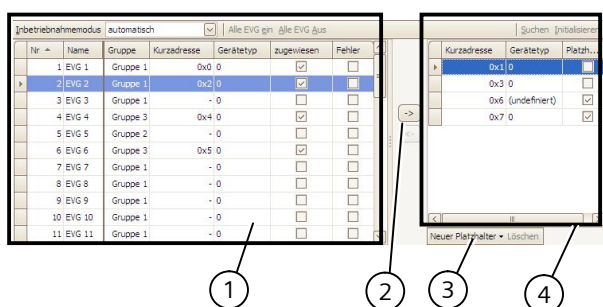 Inbetriebnahmemodus automatisch Alle EVG ein Alle EVG Aus
Nr Name Gruppe Kurzadresse Gerätetyp zugewiesen Fehler
1 EVG 1 Gruppe 1 0x0 0
2 EVG 2 Gruppe 1 0x2 0
3 EVG 3 Gruppe 1 - 0
4 EVG 4 Gruppe 3 0x4 0
5 EVG 5 Gruppe 2 - 0
6 EVG 6 Gruppe 3 0x5 0
7 EVG 7 Gruppe 1 - 0
8 EVG 8 Gruppe 1 - 0
9 EVG 9 Gruppe 1 - 0
10 EVG 10 Gruppe 1 - 0
11 EVG 11 Gruppe 1 - 0
->
<-
Suchen Initialisieren
Kurzadresse Gerätetyp Platzh...
0x1 0
0x3 0
0x6 (undefiniert)
0x7 0
Neuer Platzhalter Löschen
1 2 3 4